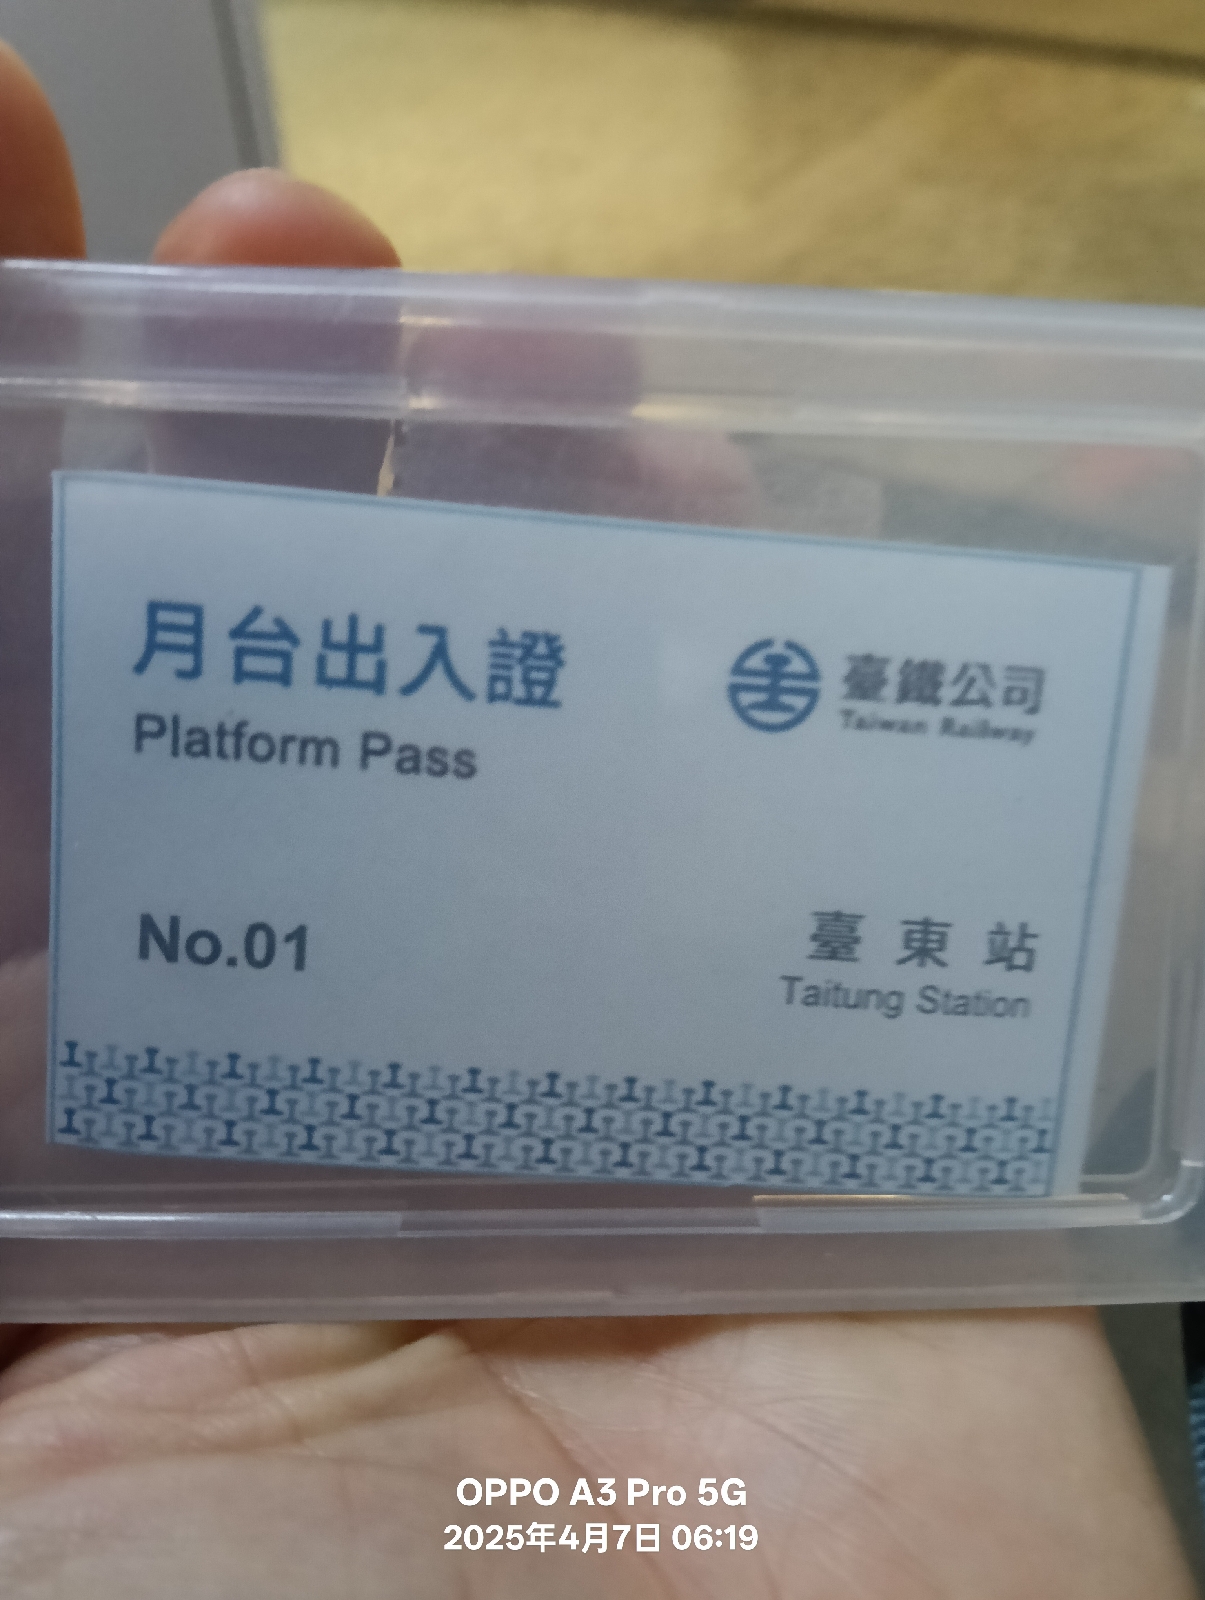 月台出入證
Platform Pass
臺鐵公司
Taiwan Railway
No.01
臺東站
Taitung Station
OPPO A3 Pro 5G
2025年4月7日 06:19